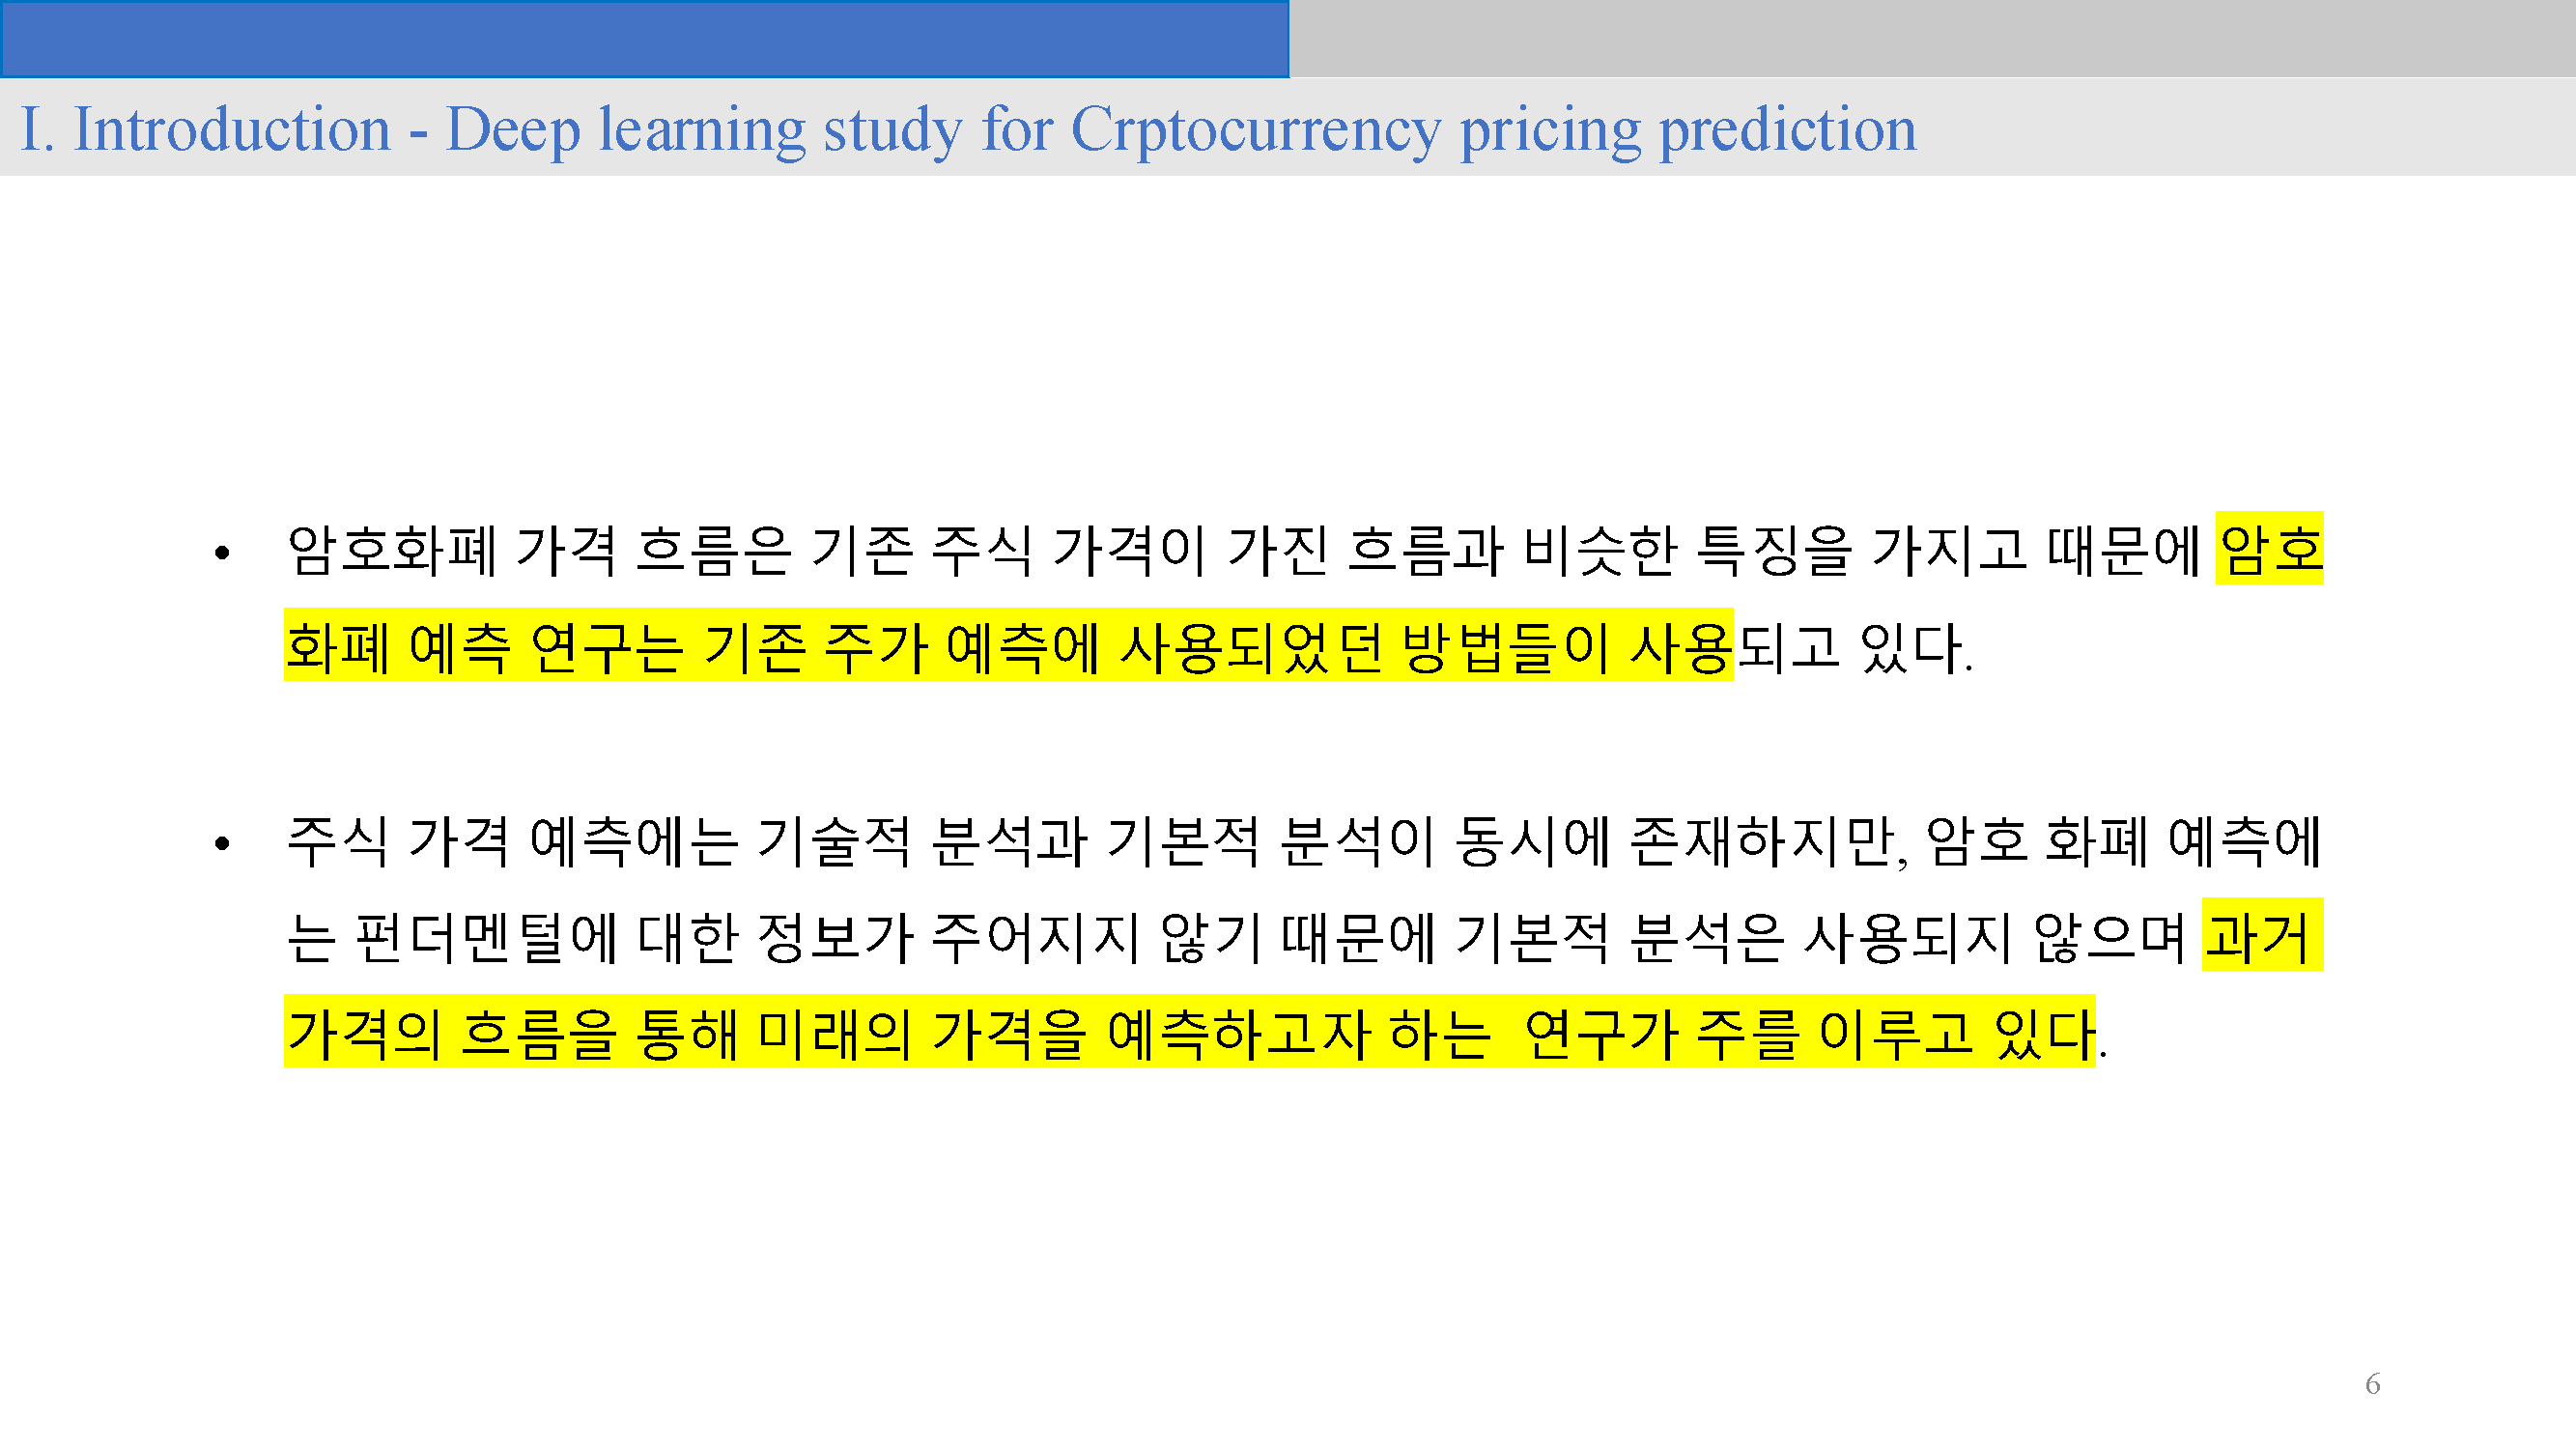 I. Introduction - Deep learning study for Crptocurrency pricing prediction
• 암호화폐 가격 흐름은 기존 주식 가격이 가진 흐름과 비슷한 특징을 가지고 때문에 암호
화폐 예측 연구는 기존 주가 예측에 사용되었던 방법들이 사용되고 있다.
• 주식 가격 예측에는 기술적 분석과 기본적 분석이 동시에 존재하지만, 암호 화폐 예측에
는 펀더멘털에 대한 정보가 주어지지 않기 때문에 기본적 분석은 사용되지 않으며 과거
가격의 흐름을 통해 미래의 가격을 예측하고자 하는 연구가 주를 이루고 있다.
6